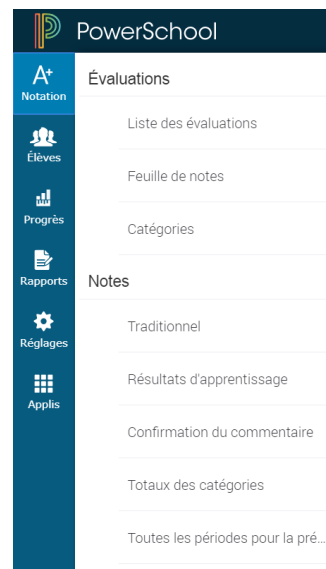 PowerSchool
A+
Notation
Élèves
Progrès
Rapports
Réglages
Applis
Évaluations
Liste des évaluations
Feuille de notes
Catégories
Notes
Traditionnel
Résultats d'apprentissage
Confirmation du commentaire
Totaux des catégories
Toutes les périodes pour la pré...